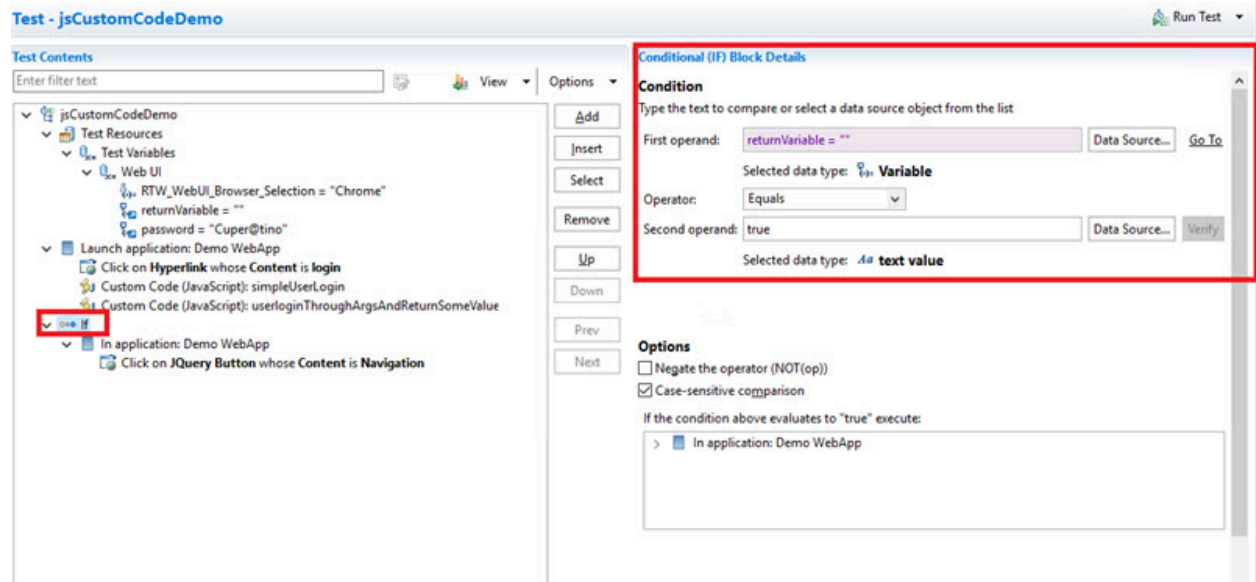 Test - jsCustomCodeDemo
Run Test
Test Contents
Enter filter text
View
Options
jsCustomCodeDemo
Test Resources
Test Variables
Web UI
RTW_WebUI_Browser_Selection = "Chrome"
returnVariable = ""
password = "Cuper@tino"
Launch application: Demo WebApp
Click on Hyperlink whose Content is login
Custom Code (JavaScript): simpleUserLogin
Custom Code (JavaScript): userloginThroughArgsAndReturnSomeValue
If
In application: Demo WebApp
Click on JQuery Button whose Content is Navigation
Add
Insert
Select
Remove
Up
Down
Prev
Next
Conditional (IF) Block Details
Condition
Type the text to compare or select a data source object from the list
First operand: returnVariable = "" Data Source... Go To
Selected data type: Variable
Operator: Equals
Second operand: true Data Source... Verify
Selected data type: Aa text value
Options
Negate the operator (NOT(op))
Case-sensitive comparison
If the condition above evaluates to "true" execute:
In application: Demo WebApp